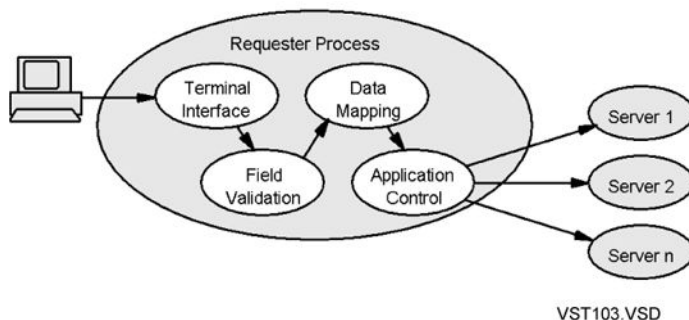 Requester Process
Terminal
Interface
Data
Mapping
Field
Validation
Application
Control
Server 1
Server 2
Server n
VST103.VSD